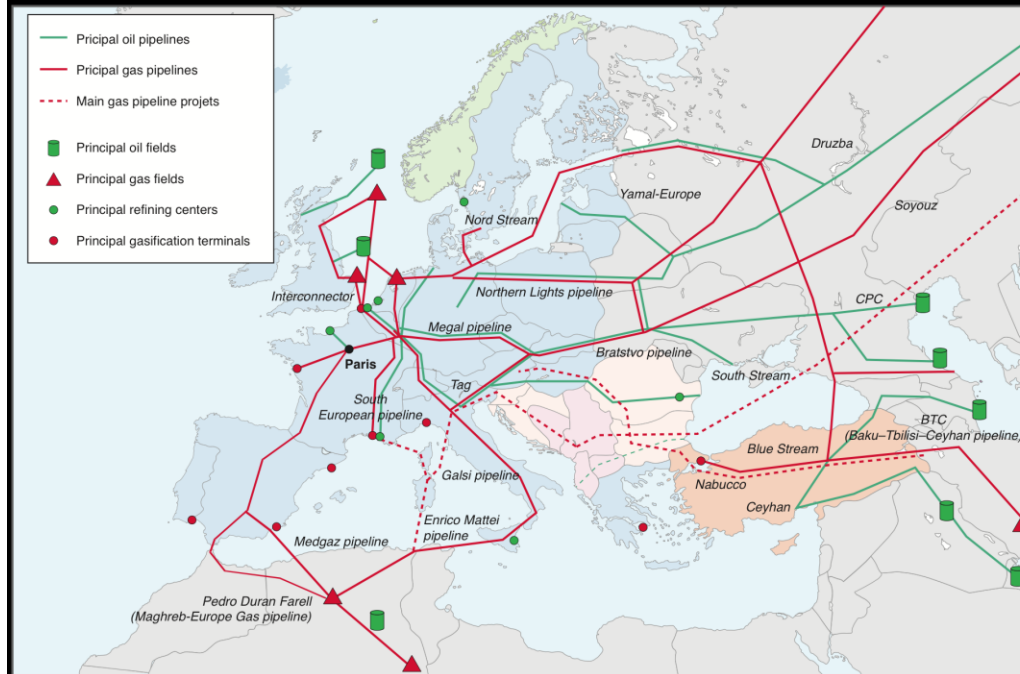 Pricipal oil pipelines
Pricipal gas pipelines
Main gas pipeline projets
Principal oil fields
Principal gas fields
Principal refining centers
Principal gasification terminals
Druzba
Yamal-Europe
Soyouz
Nord Stream
Interconnector
Northern Lights pipeline
CPC
Megal pipeline
Bratstvo pipeline
Paris
South Stream
Tag
South
European pipeline
BTC
(Baku–Tbilisi–Ceyhan pipeline)
Blue Stream
Galsi pipeline
Nabucco
Ceyhan
Enrico Mattei
pipeline
Medgaz pipeline
Pedro Duran Farell
(Maghreb-Europe Gas pipeline)